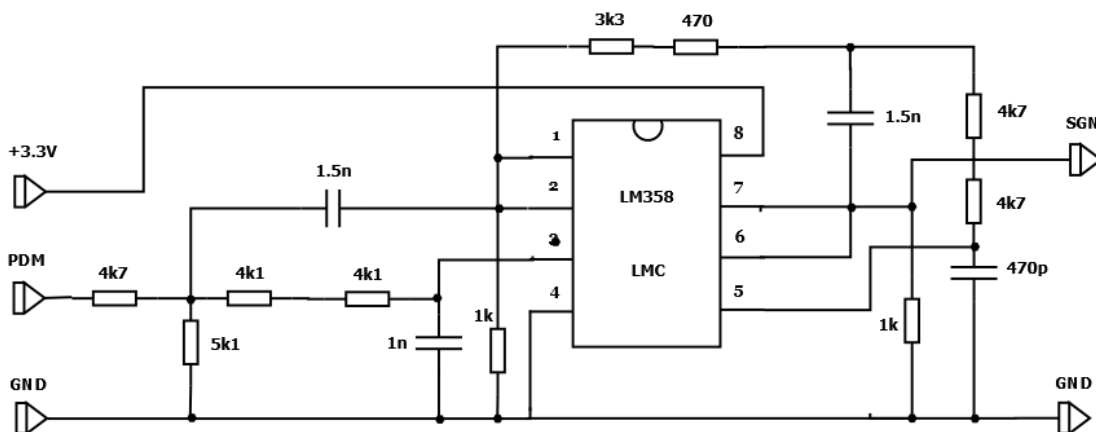 3k3
470
1.5n
4k7
SGN
1
8
+3.3V
1.5n
2
LM358
7
4k7
3
6
PDM
LMC
4k7
4k1
4k1
470p
4
5
5k1
1n
1k
1k
GND
GND